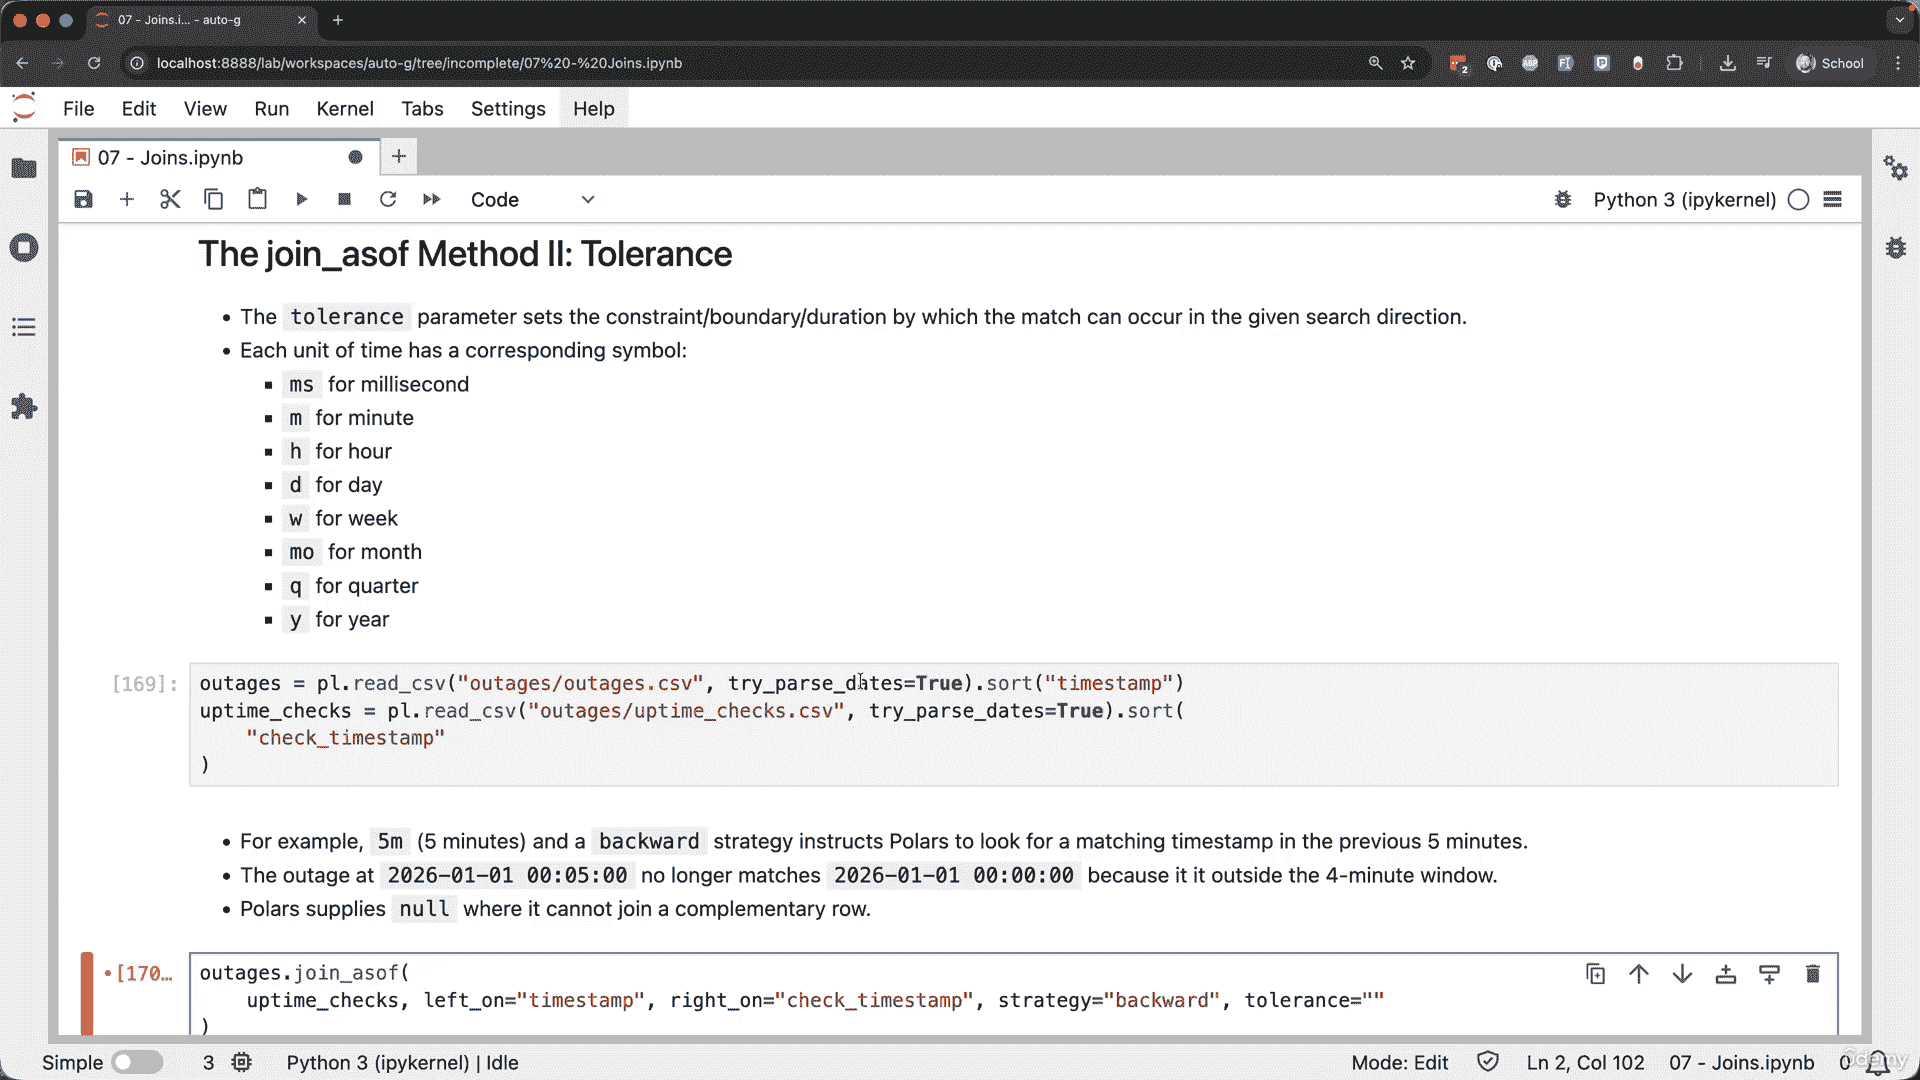 07 - Joins.i... - auto-g
localhost:8888/lab/workspaces/auto-g/tree/incomplete/07%20-%20Joins.ipynb
2
ABP
School
File Edit View Run Kernel Tabs Settings Help
07 - Joins.ipynb
Code
Python 3 (ipykernel)
The join_asof Method II: Tolerance
• The tolerance parameter sets the constraint/boundary/duration by which the match can occur in the given search direction.
• Each unit of time has a corresponding symbol:
▪ ms for millisecond
▪ m for minute
▪ h for hour
▪ d for day
▪ w for week
▪ mo for month
▪ q for quarter
▪ y for year
[169]:
outages = pl.read_csv("outages/outages.csv", try_parse_dates=True).sort("timestamp")
uptime_checks = pl.read_csv("outages/uptime_checks.csv", try_parse_dates=True).sort(
    "check_timestamp"
)
• For example, 5m (5 minutes) and a backward strategy instructs Polars to look for a matching timestamp in the previous 5 minutes.
• The outage at 2026-01-01 00:05:00 no longer matches 2026-01-01 00:00:00 because it it outside the 4-minute window.
• Polars supplies null where it cannot join a complementary row.
•[170…
outages.join_asof(
    uptime_checks, left_on="timestamp", right_on="check_timestamp", strategy="backward", tolerance=""
)
Simple 3 Python 3 (ipykernel) | Idle Mode: Edit Ln 2, Col 102 07 - Joins.ipynb 0
ûdemy